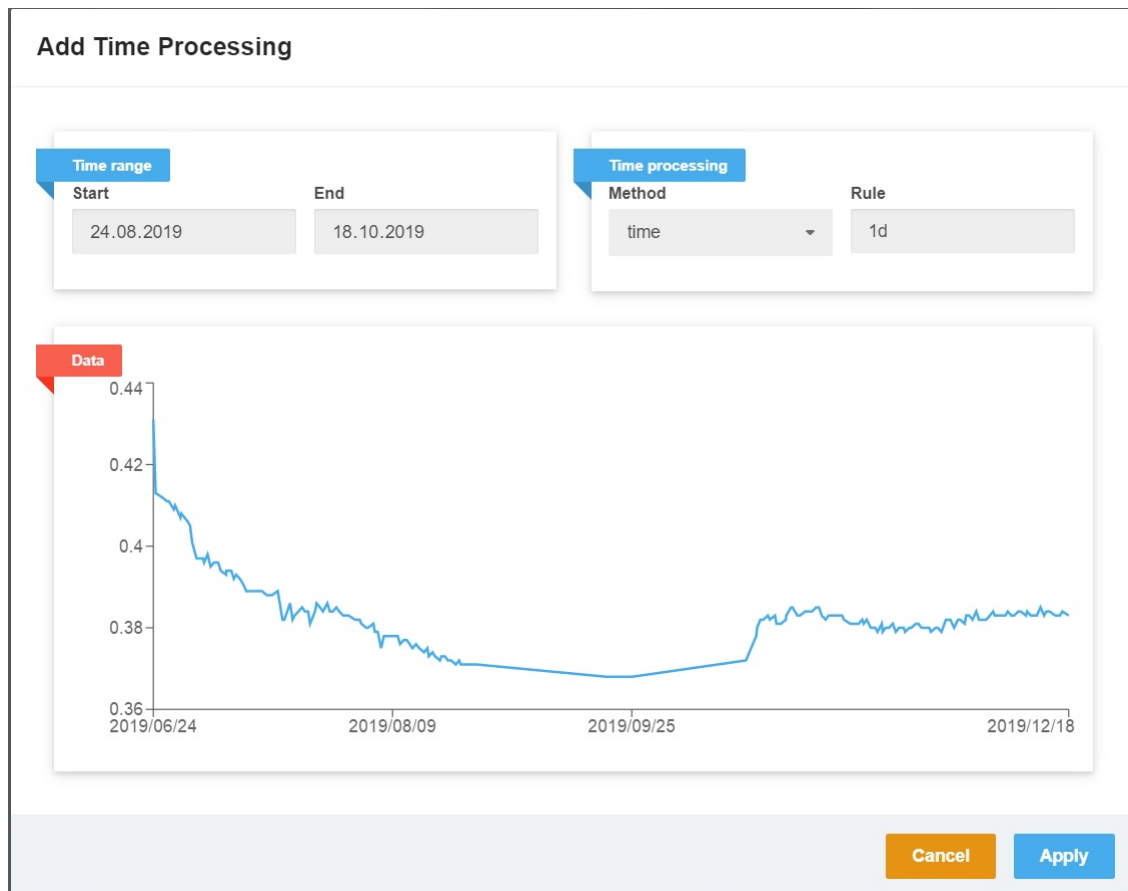 Add Time Processing
Time range
Start End
24.08.2019 18.10.2019
Time processing
Method Rule
time 1d
Data
0.44
0.42
0.4
0.38
0.36
2019/06/24 2019/08/09 2019/09/25 2019/12/18
Cancel Apply